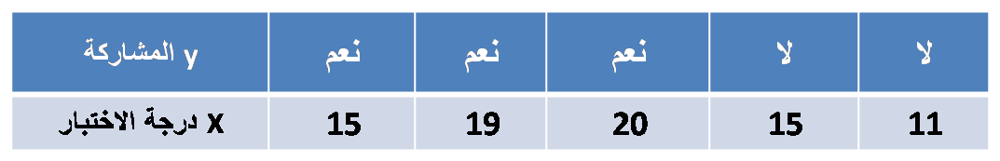 y المشاركة نعم نعم نعم لا لا
X درجة الاختبار 15 19 20 15 11